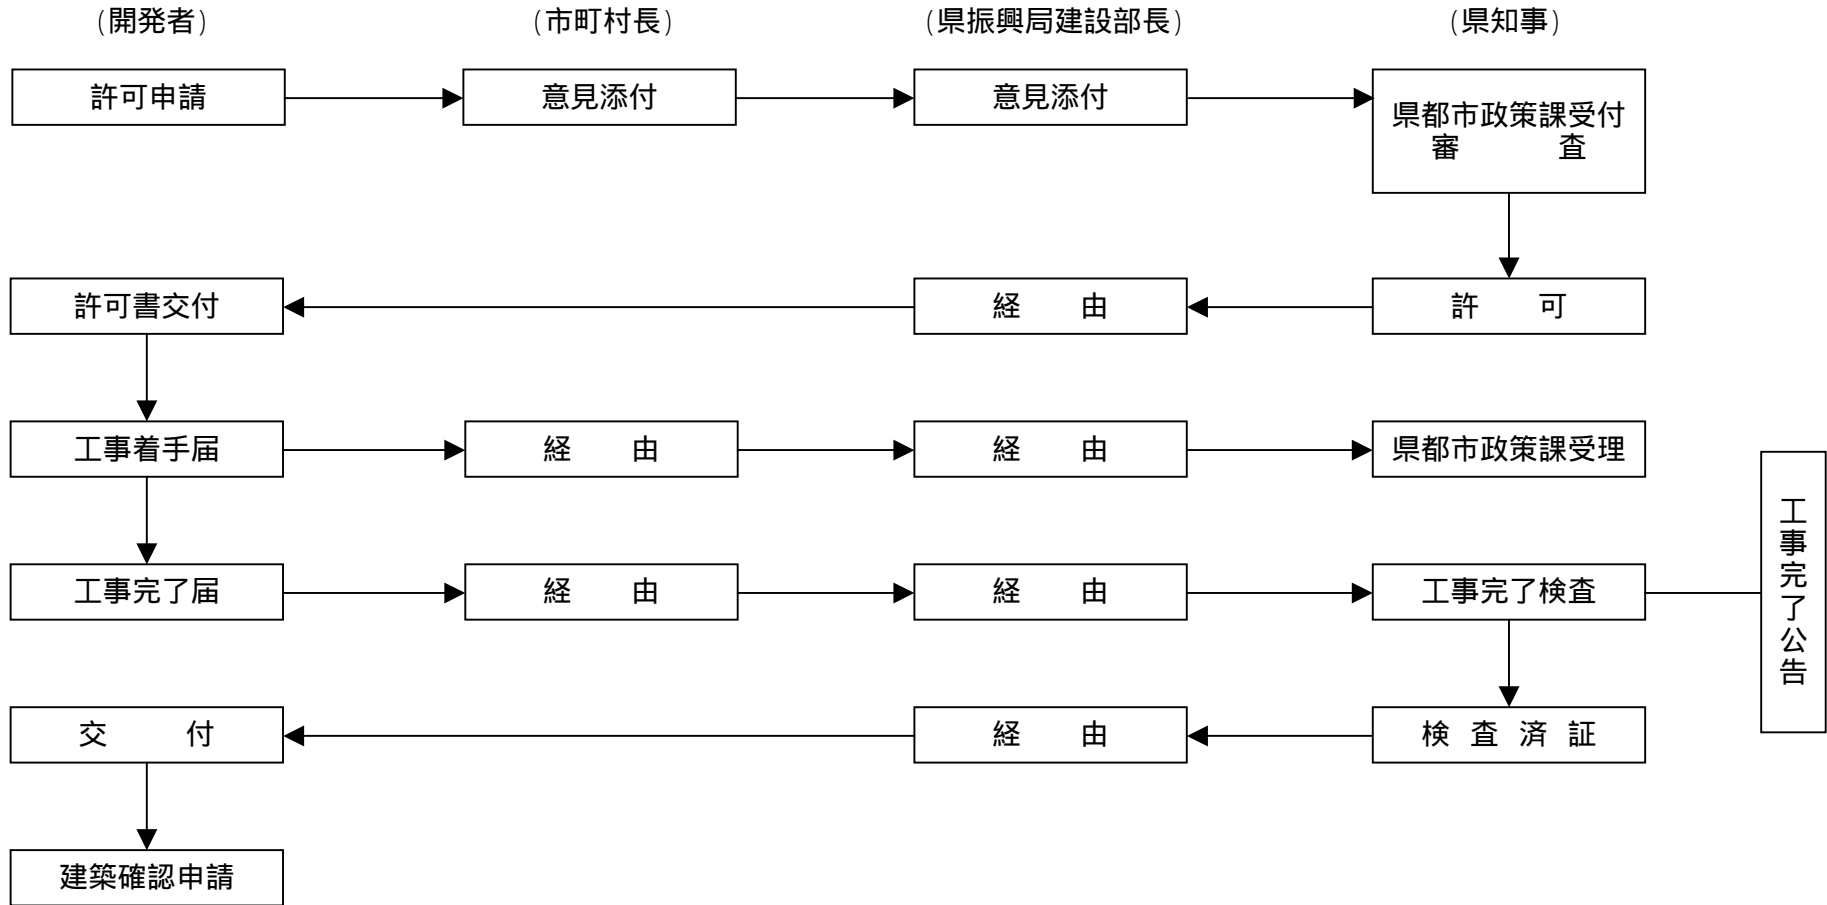 （開発者）
（市町村長）
（県振興局建設部長）
（県知事）
許可申請
意見添付
意見添付
県都市政策課受付
審　　　査
許可書交付
経　　由
許　　可
工事着手届
経　　由
経　　由
県都市政策課受理
工事完了公告
工事完了届
経　　由
経　　由
工事完了検査
交　　付
経　　由
検 査 済 証
建築確認申請